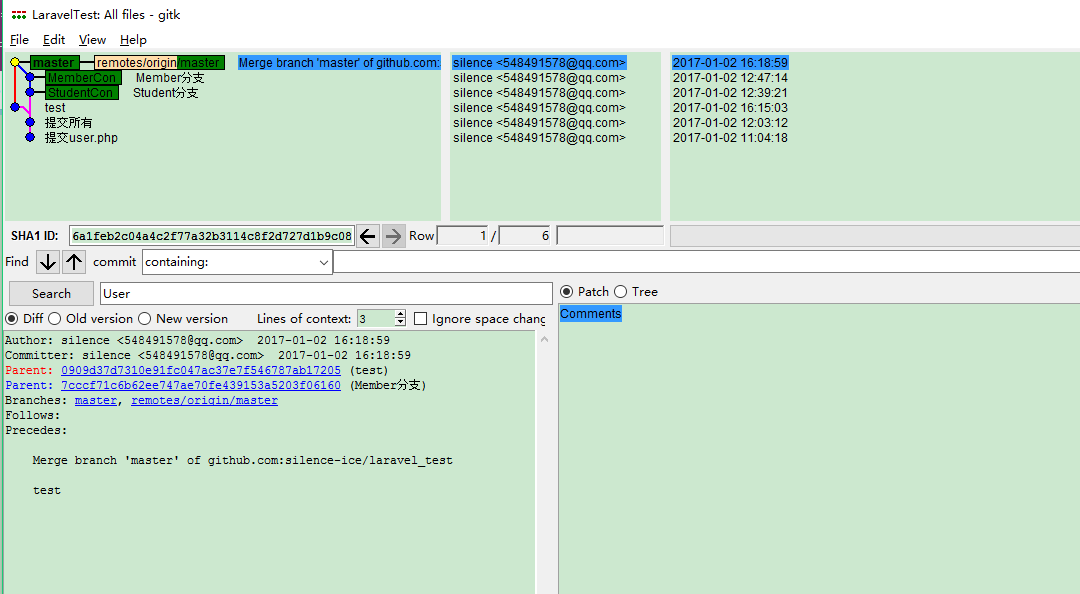 LaravelTest: All files - gitk
File Edit View Help
master remotes/origin/master Merge branch 'master' of github.com: silence <548491578@qq.com> 2017-01-02 16:18:59
MemberCon Member分支 silence <548491578@qq.com> 2017-01-02 12:47:14
StudentCon Student分支 silence <548491578@qq.com> 2017-01-02 12:39:21
test silence <548491578@qq.com> 2017-01-02 16:15:03
提交所有 silence <548491578@qq.com> 2017-01-02 12:03:12
提交user.php silence <548491578@qq.com> 2017-01-02 11:04:18
SHA1 ID: 6a1feb2c04a4c2f77a32b3114c8f2d727d1b9c08 Row 1 / 6
Find commit containing:
Search User
Patch Tree
Diff Old version New version Lines of context: 3 Ignore space chang
Comments
Author: silence <548491578@qq.com> 2017-01-02 16:18:59
Committer: silence <548491578@qq.com> 2017-01-02 16:18:59
Parent: 0909d37d7310e91fc047ac37e7f546787ab17205 (test)
Parent: 7cccf71c6b62ee747ae70fe439153a5203f06160 (Member分支)
Branches: master, remotes/origin/master
Follows:
Precedes:
Merge branch 'master' of github.com:silence-ice/laravel_test
test